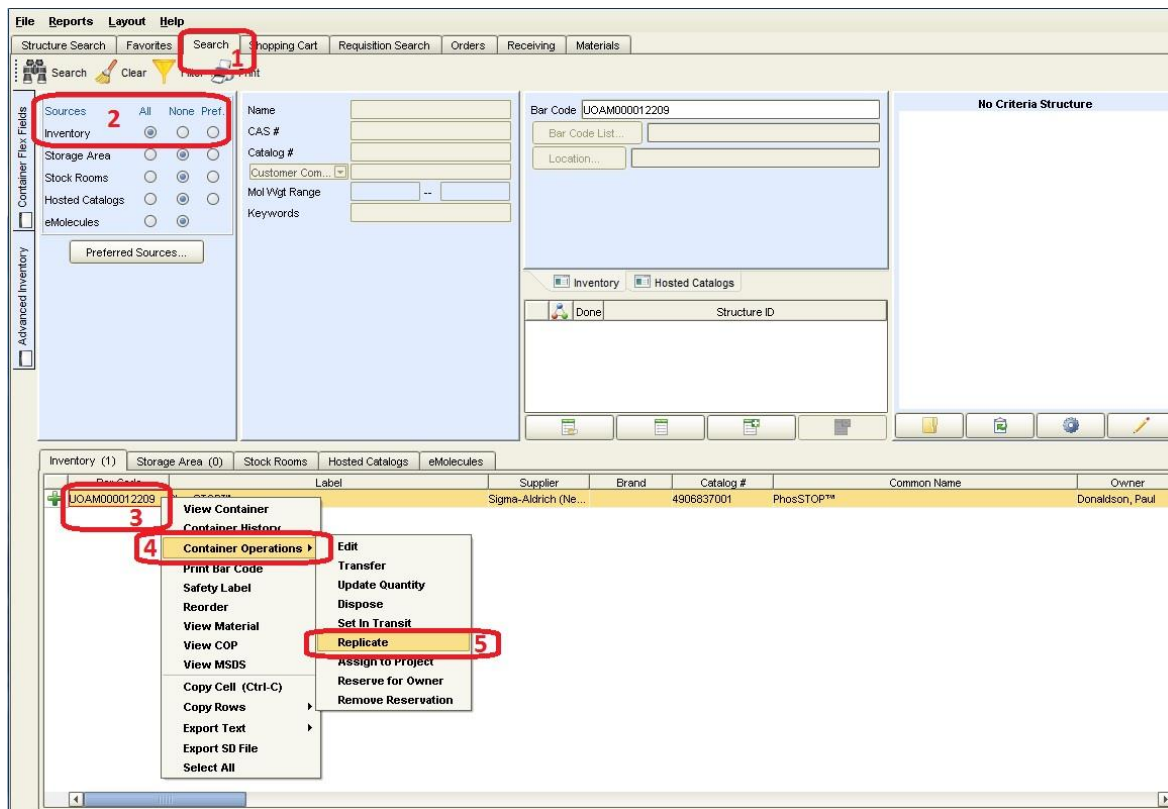 File Reports Layout Help
Structure Search Favorites Search Shopping Cart Requisition Search Orders Receiving Materials
1
Search Clear Filter Print
Container Flex Fields
Advanced Inventory
Sources 2 All None Pref.
Inventory
Storage Area
Stock Rooms
Hosted Catalogs
eMolecules
Preferred Sources...
Name
CAS #
Catalog #
Customer Com...
Mol Wgt Range --
Keywords
Bar Code UOAM000012209
Bar Code List...
Location...
Inventory Hosted Catalogs
Done Structure ID
No Criteria Structure
Inventory (1) Storage Area (0) Stock Rooms Hosted Catalogs eMolecules
Bar Code Label Supplier Brand Catalog # Common Name Owner
UOAM000012209 PhosSTOP™ Sigma-Aldrich (Ne... 4906837001 PhosSTOP™ Donaldson, Paul
3
View Container
Container History
4 Container Operations
Print Bar Code
Safety Label
Reorder
View Material
View COP
View MSDS
Copy Cell (Ctrl-C)
Copy Rows
Export Text
Export SD File
Select All
Edit
Transfer
Update Quantity
Dispose
Set In Transit
Replicate 5
Assign to Project
Reserve for Owner
Remove Reservation